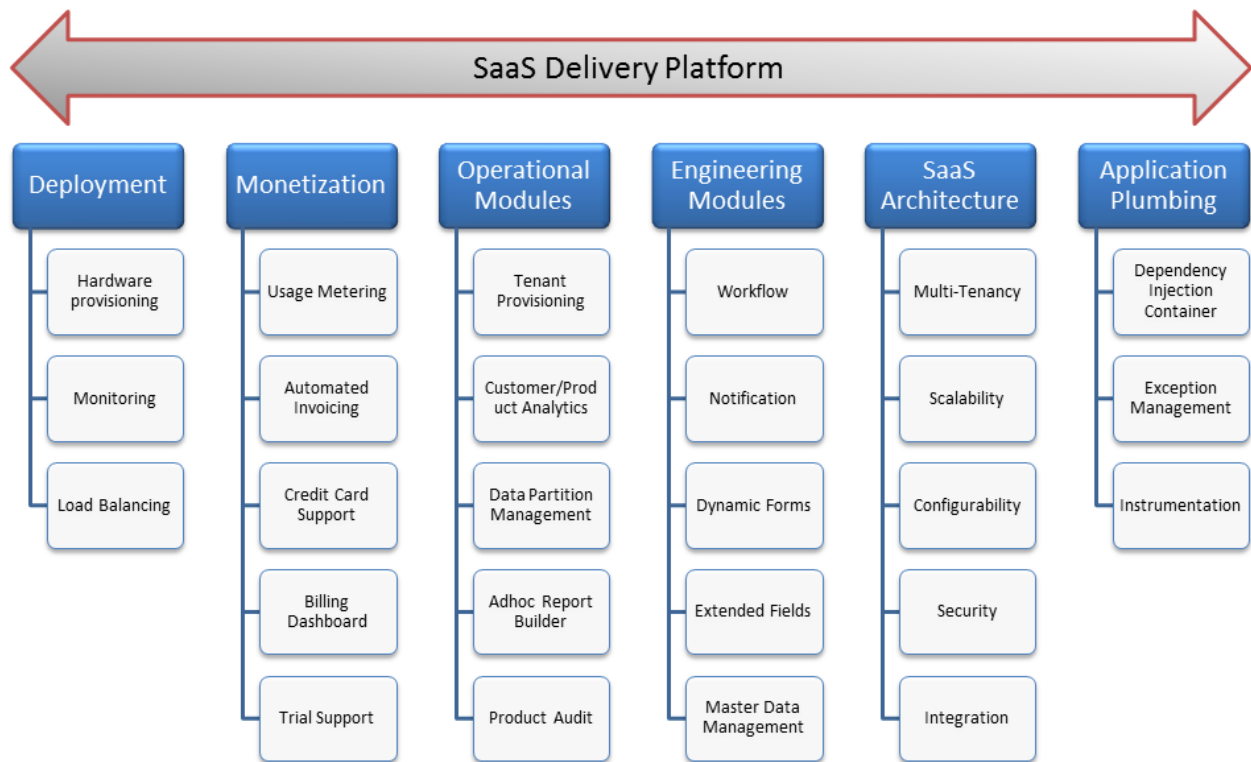 SaaS Delivery Platform
Deployment
Hardware
provisioning
Monitoring
Load Balancing
Monetization
Usage Metering
Automated
Invoicing
Credit Card
Support
Billing
Dashboard
Trial Support
Operational
Modules
Tenant
Provisioning
Customer/Prod
uct Analytics
Data Partition
Management
Adhoc Report
Builder
Product Audit
Engineering
Modules
Workflow
Notification
Dynamic Forms
Extended Fields
Master Data
Management
SaaS
Architecture
Multi-Tenancy
Scalability
Configurability
Security
Integration
Application
Plumbing
Dependency
Injection
Container
Exception
Management
Instrumentation